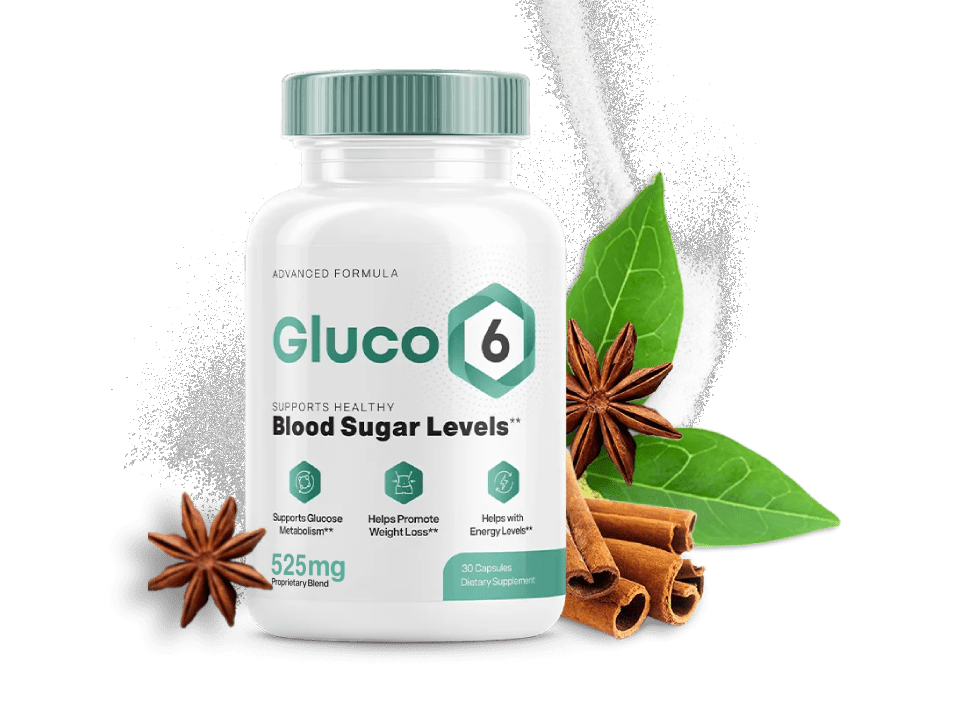 ADVANCED FORMULA
Gluco 6
SUPPORTS HEALTHY
Blood Sugar Levels**
Supports Glucose
Metabolism**
Helps Promote
Weight Loss**
Helps with
Energy Levels**
525mg
Proprietary Blend
30 Capsules
Dietary Supplement